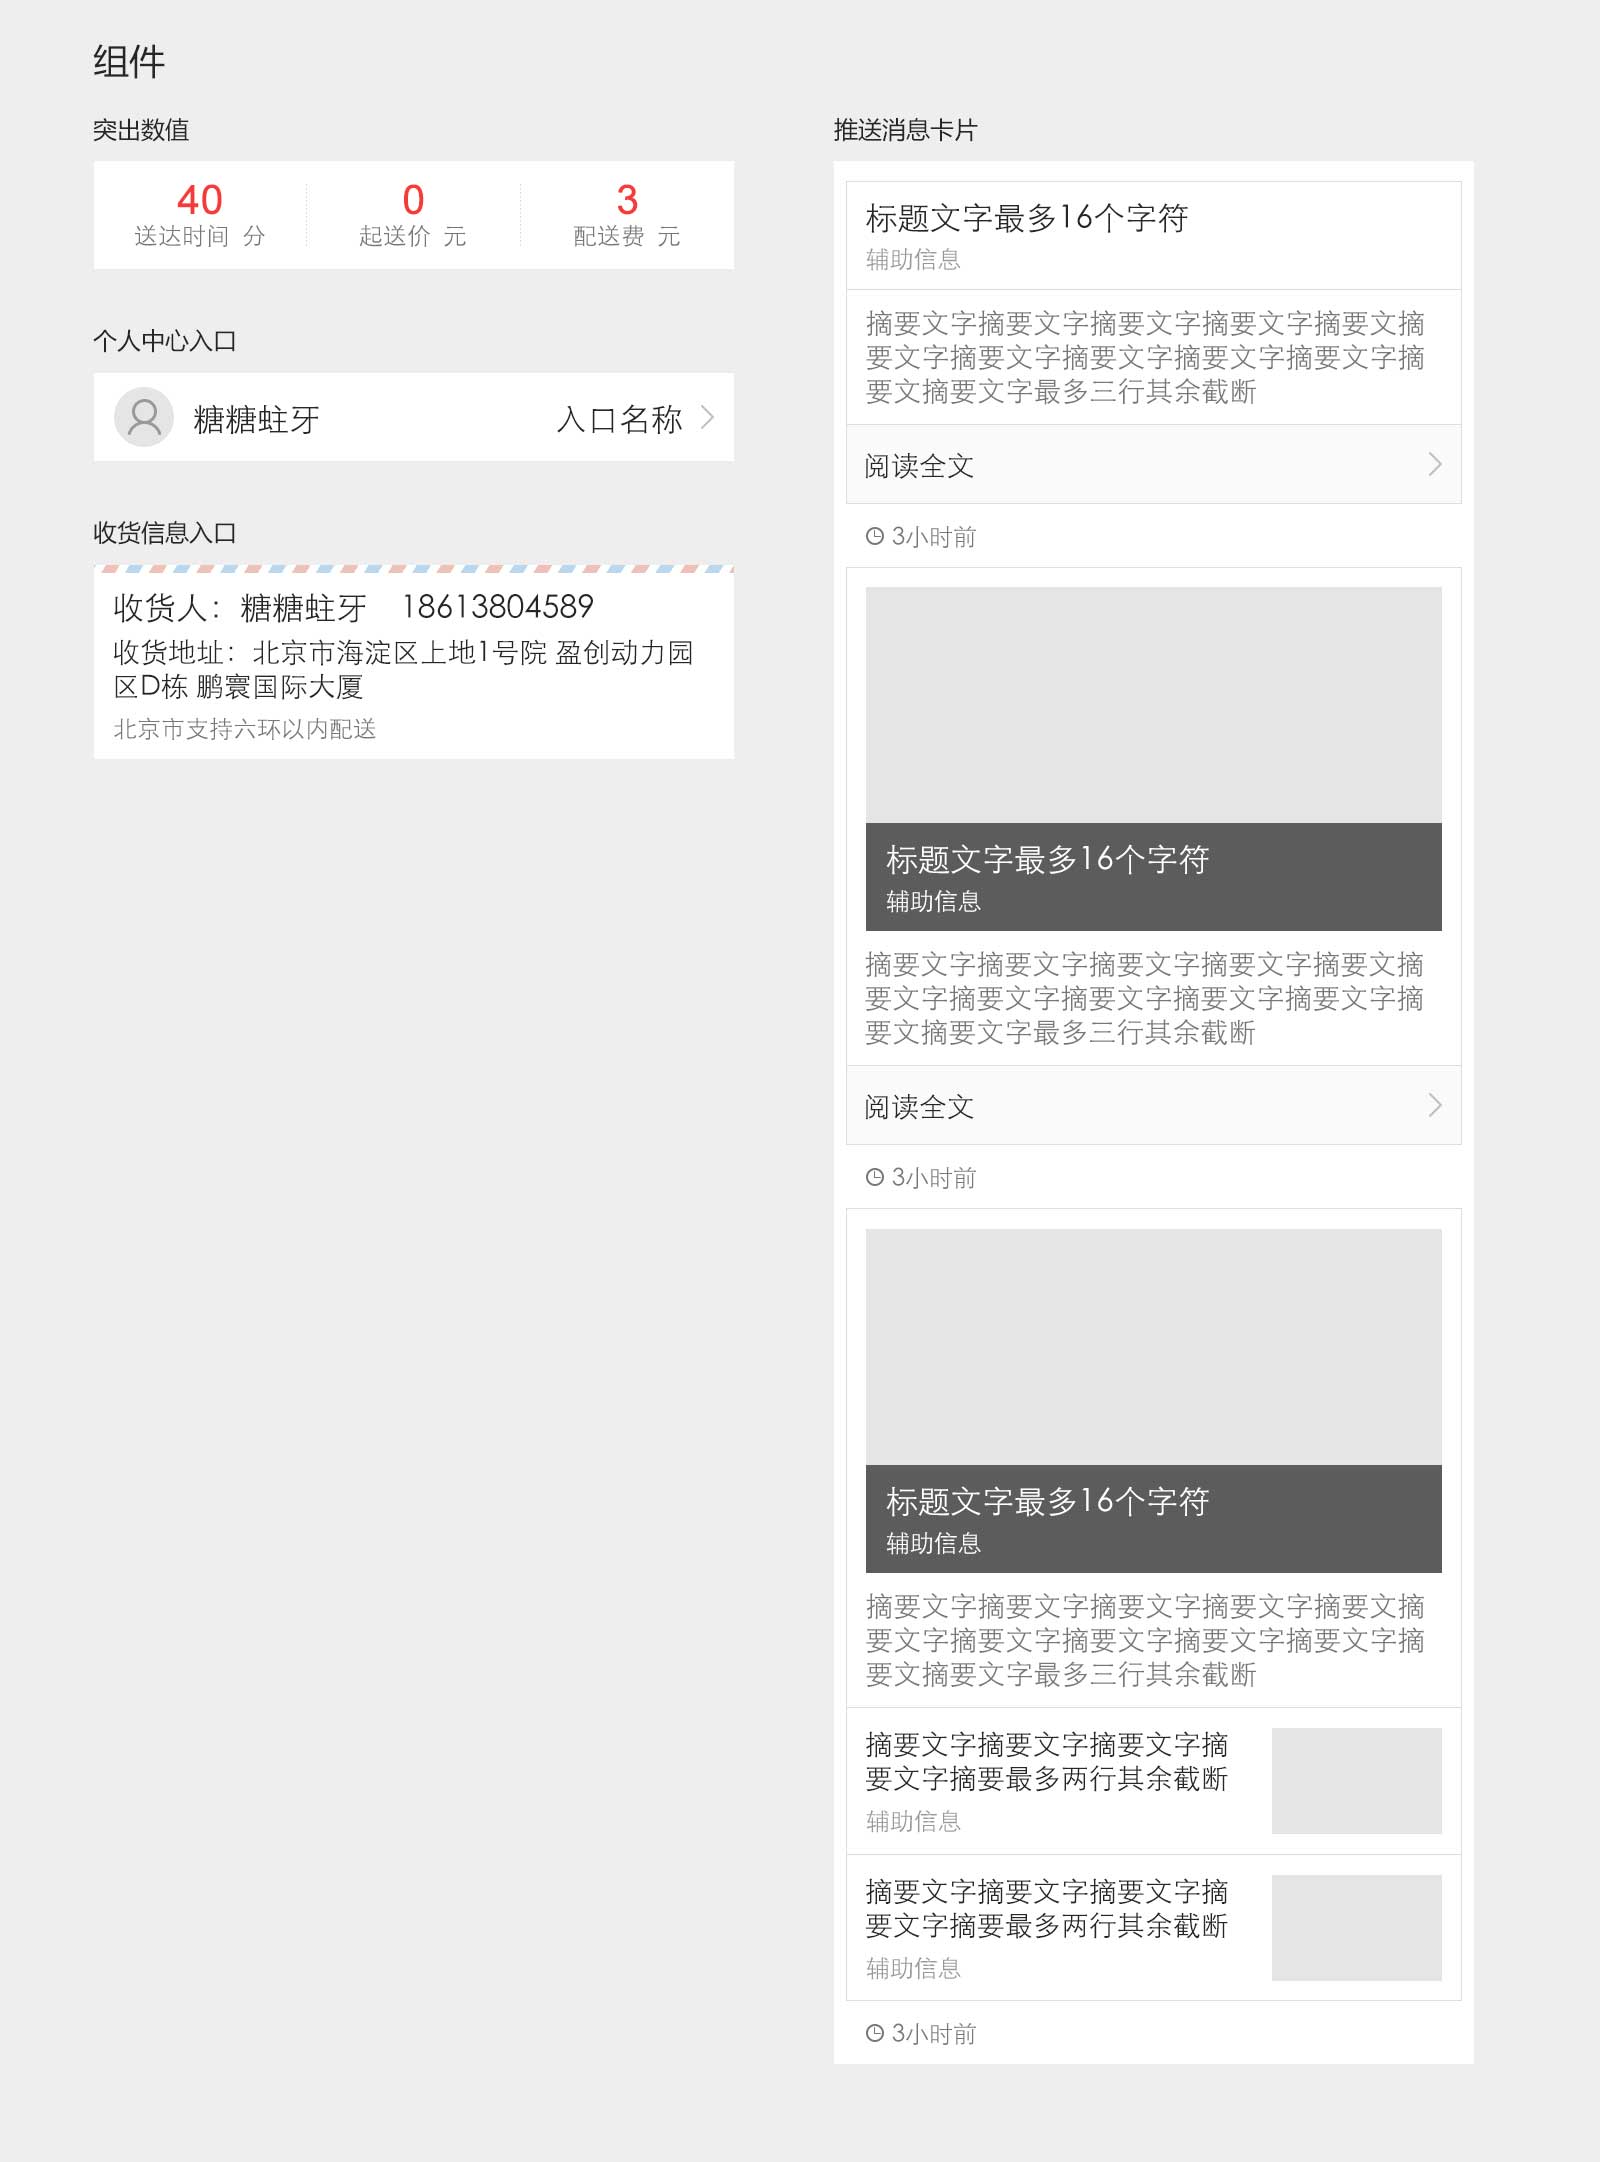 组件
突出数值
40 0 3
送达时间 分 起送价 元 配送费 元
个人中心入口
糖糖蛀牙 入口名称
收货信息入口
收货人：糖糖蛀牙 18613804589
收货地址：北京市海淀区上地1号院 盈创动力园
区D栋 鹏寰国际大厦
北京市支持六环以内配送
推送消息卡片
标题文字最多16个字符
辅助信息
摘要文字摘要文字摘要文字摘要文字摘要文摘
要文字摘要文字摘要文字摘要文字摘要文字摘
要文摘要文字最多三行其余截断
阅读全文
3小时前
标题文字最多16个字符
辅助信息
摘要文字摘要文字摘要文字摘要文字摘要文摘
要文字摘要文字摘要文字摘要文字摘要文字摘
要文摘要文字最多三行其余截断
阅读全文
3小时前
标题文字最多16个字符
辅助信息
摘要文字摘要文字摘要文字摘要文字摘要文摘
要文字摘要文字摘要文字摘要文字摘要文字摘
要文摘要文字最多三行其余截断
摘要文字摘要文字摘要文字摘
要文字摘要最多两行其余截断
辅助信息
摘要文字摘要文字摘要文字摘
要文字摘要最多两行其余截断
辅助信息
3小时前